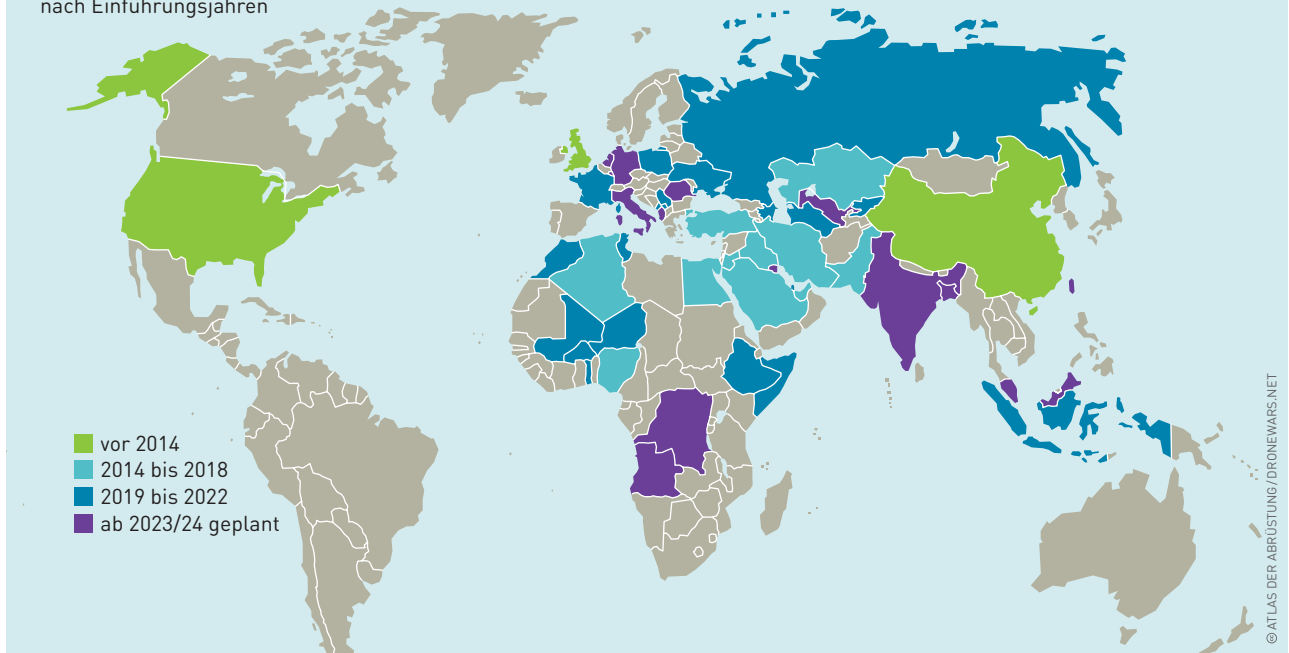 nach Einführungsjahren
vor 2014
2014 bis 2018
2019 bis 2022
ab 2023/24 geplant
© ATLAS DER ABRÜSTUNG / DRONEWARS.NET